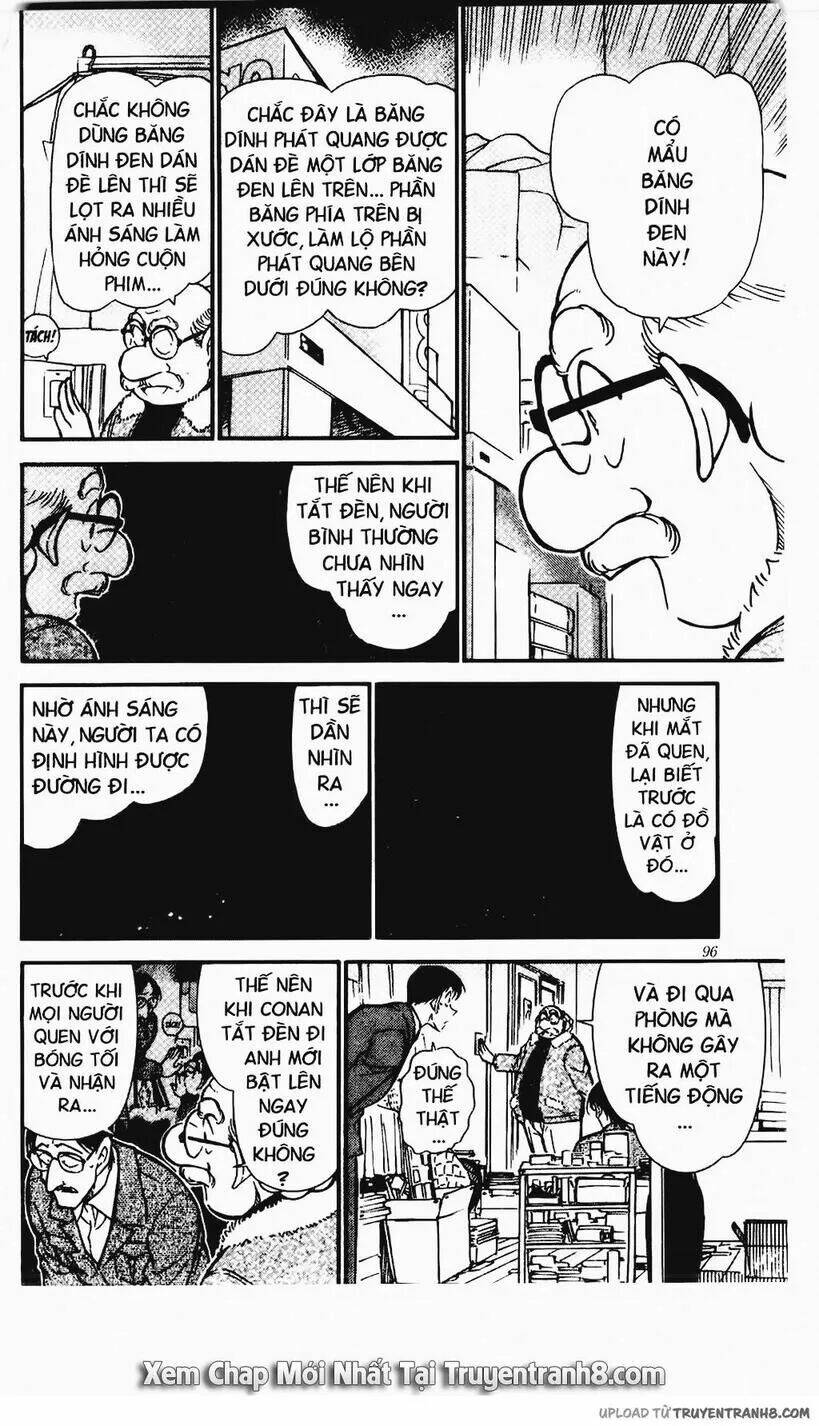 CÓ
MẨU
BĂNG
DÍNH
ĐEN
NÀY!
CHẮC ĐÂY LÀ BĂNG
DÍNH PHÁT QUANG ĐƯỢC
DÁN ĐÈ MỘT LỚP BĂNG
ĐEN LÊN TRÊN... PHẦN
BĂNG PHÍA TRÊN BỊ
XƯỚC, LÀM LỘ PHẦN
PHÁT QUANG BÊN
DƯỚI ĐÚNG KHÔNG?
CHẮC KHÔNG
DÙNG BĂNG
DÍNH ĐEN DÁN
ĐÈ LÊN THÌ SẼ
LỌT RA NHIỀU
ÁNH SÁNG LÀM
HỎNG CUỘN
PHIM...
TÁCH!
THẾ NÊN KHI
TẮT ĐÈN, NGƯỜI
BÌNH THƯỜNG
CHƯA NHÌN
THẤY NGAY
...
NHƯNG
KHI MẮT
ĐÃ QUEN,
LẠI BIẾT
TRƯỚC
LÀ CÓ ĐỒ
VẬT Ở
ĐÓ...
THÌ SẼ
DẦN
NHÌN
RA
...
NHỜ ÁNH SÁNG
NÀY, NGƯỜI TA CÓ
ĐỊNH HÌNH ĐƯỢC
ĐƯỜNG ĐI...
96
VÀ ĐI QUA
PHÒNG MÀ
KHÔNG GÂY
RA MỘT
TIẾNG ĐỘNG
...
ĐÚNG
THẾ
THẬT
...
THẾ NÊN
KHI CONAN
TẮT ĐÈN ĐI
ANH MỚI
BẬT LÊN
NGAY
ĐÚNG
KHÔNG
?
TRƯỚC KHI
MỌI NGƯỜI
QUEN VỚI
BÓNG TỐI
VÀ NHẬN
RA...
Xem Chap Mới Nhất Tại Truyentranh8.com
UPLOAD TỪ TRUYENTRANH8.COM